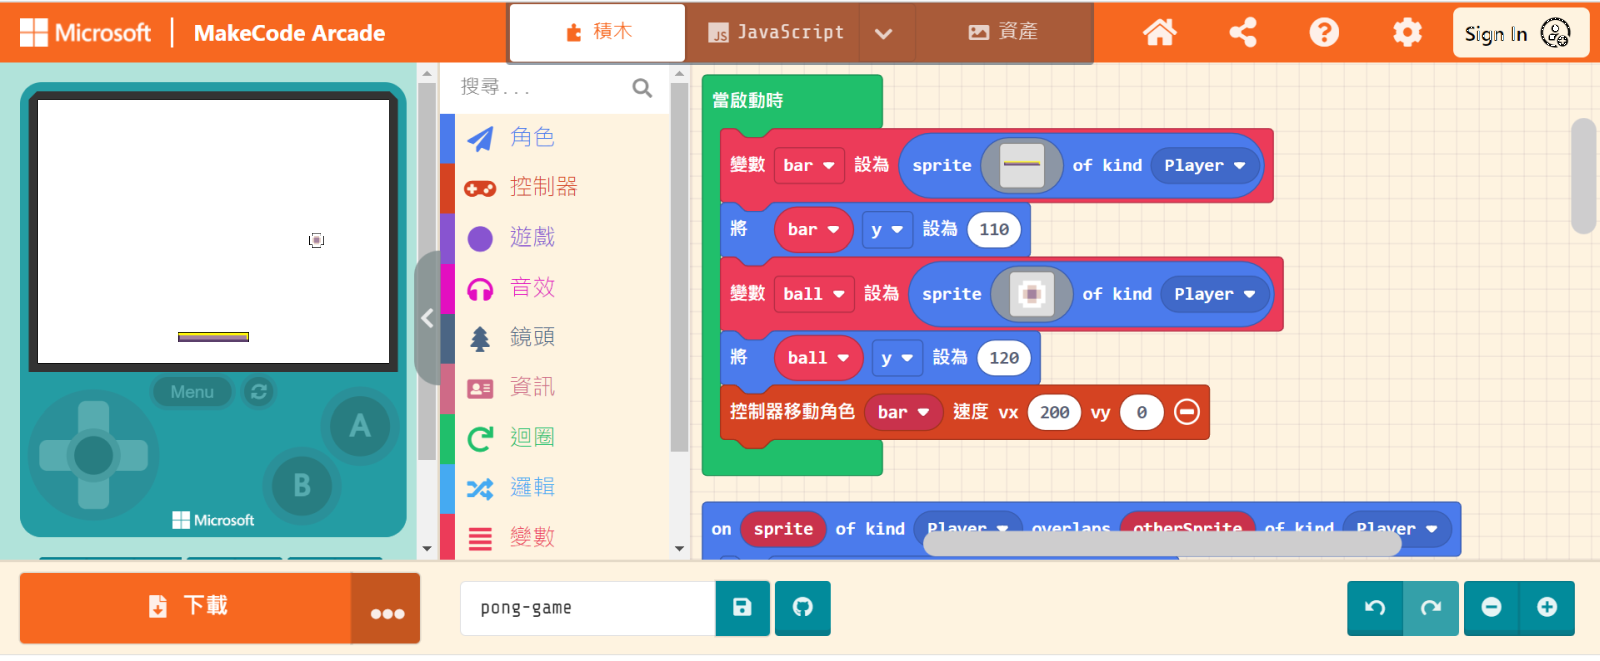 Microsoft | MakeCode Arcade
積木
JavaScript
資產
Sign In
搜尋...
角色
控制器
遊戲
音效
鏡頭
資訊
迴圈
邏輯
變數
Menu
A
B
Microsoft
當啟動時
變數 bar 設為 sprite of kind Player
將 bar y 設為 110
變數 ball 設為 sprite of kind Player
將 ball y 設為 120
控制器移動角色 bar 速度 vx 200 vy 0
on sprite of kind Player overlaps otherSprite of kind Player
下載
pong-game